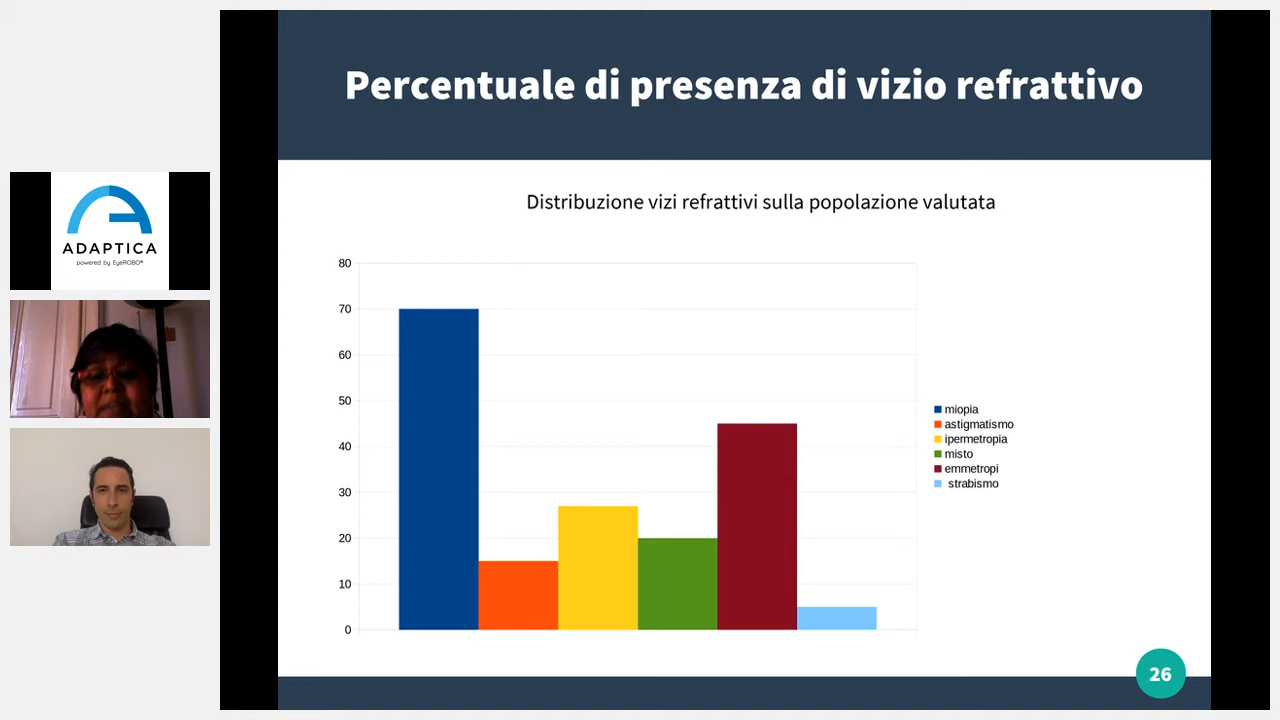 Percentuale di presenza di vizio refrattivo
Distribuzione vizi refrattivi sulla popolazione valutata
80
70
60
50
40
30
20
10
0
miopia
astigmatismo
ipermetropia
misto
emmetropi
strabismo
26
ADAPTICA
powered by EyeROBO®